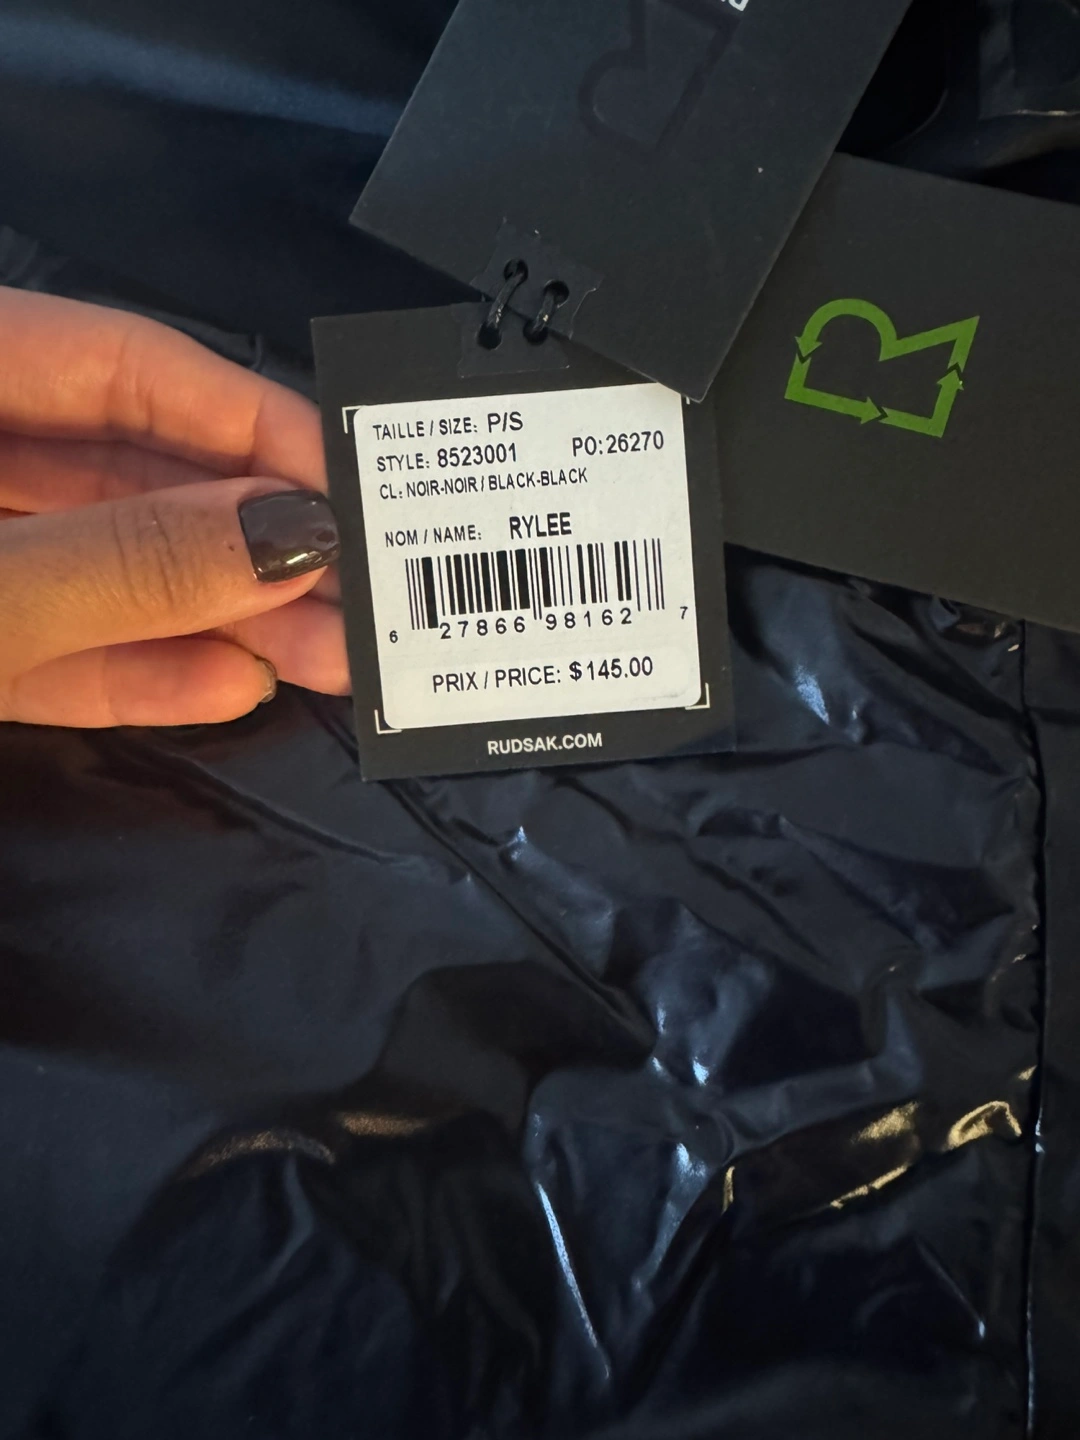 TAILLE / SIZE: P/S
STYLE: 8523001 PO: 26270
CL: NOIR-NOIR / BLACK-BLACK
NOM / NAME: RYLEE
6 27866 98162 7
PRIX / PRICE: $145.00
RUDSAK.COM